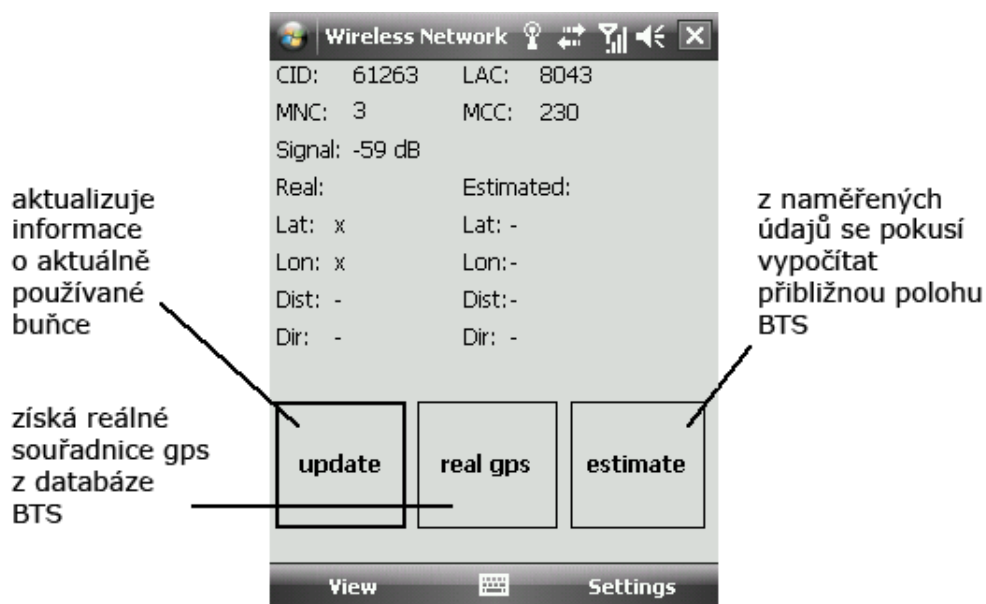 Wireless Network
CID: 61263 LAC: 8043
MNC: 3 MCC: 230
Signal: -59 dB
Real: Estimated:
Lat: x Lat: -
Lon: x Lon:-
Dist: - Dist:-
Dir: - Dir: -
update real gps estimate
View Settings
aktualizuje
informace
o aktuálně
používané
buňce
získá reálné
souřadnice gps
z databáze
BTS
z naměřených
údajů se pokusí
vypočítat
přibližnou polohu
BTS